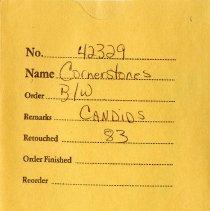 No. 42329
Name Cornerstones
Order B/W
Remarks CANDIDS
Retouched 83
Order Finished
Reorder